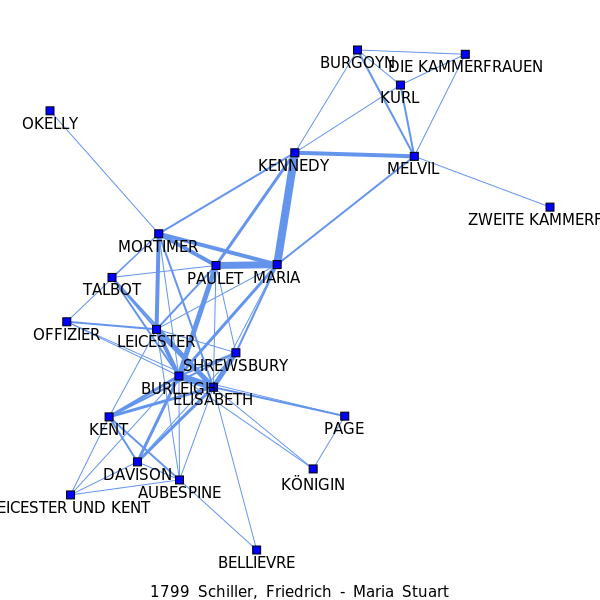 BURGOYN
DIE KAMMERFRAUEN
KURL
OKELLY
KENNEDY
MELVIL
ZWEITE KAMMERF
MORTIMER
PAULET
MARIA
TALBOT
OFFIZIER
LEICESTER
SHREWSBURY
BURLEIGH
ELISABETH
KENT
PAGE
DAVISON
KÖNIGIN
AUBESPINE
EICESTER UND KENT
BELLIEVRE
1799 Schiller, Friedrich - Maria Stuart